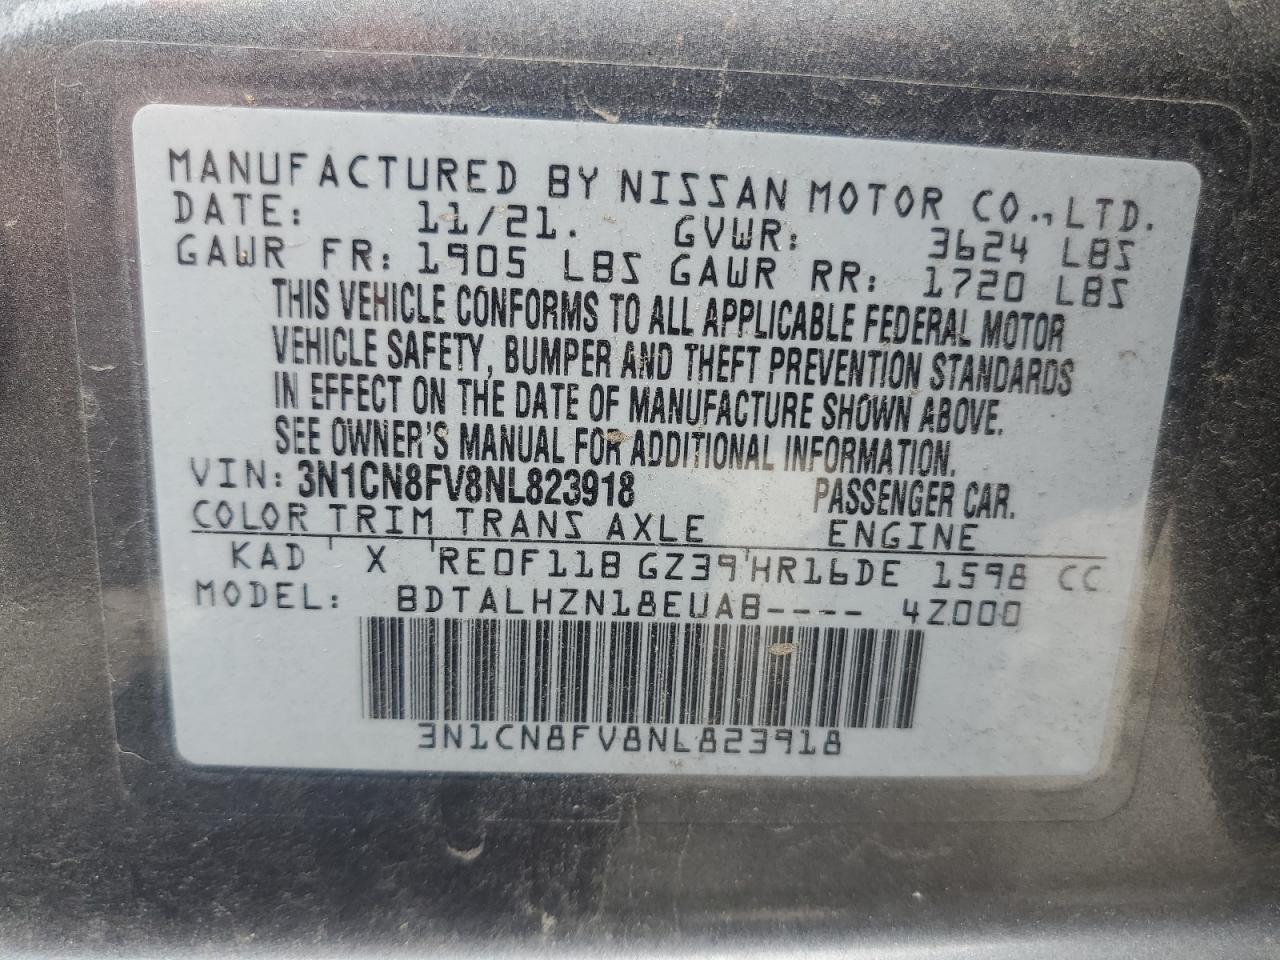 MANUFACTURED BY NISSAN MOTOR CO., LTD.
DATE: 11/21. GVWR: 3624 LBS
GAWR FR: 1905 LBS GAWR RR: 1720 LBS
THIS VEHICLE CONFORMS TO ALL APPLICABLE FEDERAL MOTOR
VEHICLE SAFETY, BUMPER AND THEFT PREVENTION STANDARDS
IN EFFECT ON THE DATE OF MANUFACTURE SHOWN ABOVE.
SEE OWNER'S MANUAL FOR ADDITIONAL INFORMATION.
VIN: 3N1CN8FV8NL823918 PASSENGER CAR.
COLOR TRIM TRANS AXLE ENGINE
KAD ' X 'RE0F11B GZ39'HR16DE 1598 CC
MODEL: BDTALHZN18EUAB---- 4Z000
3N1CN8FV8NL823918